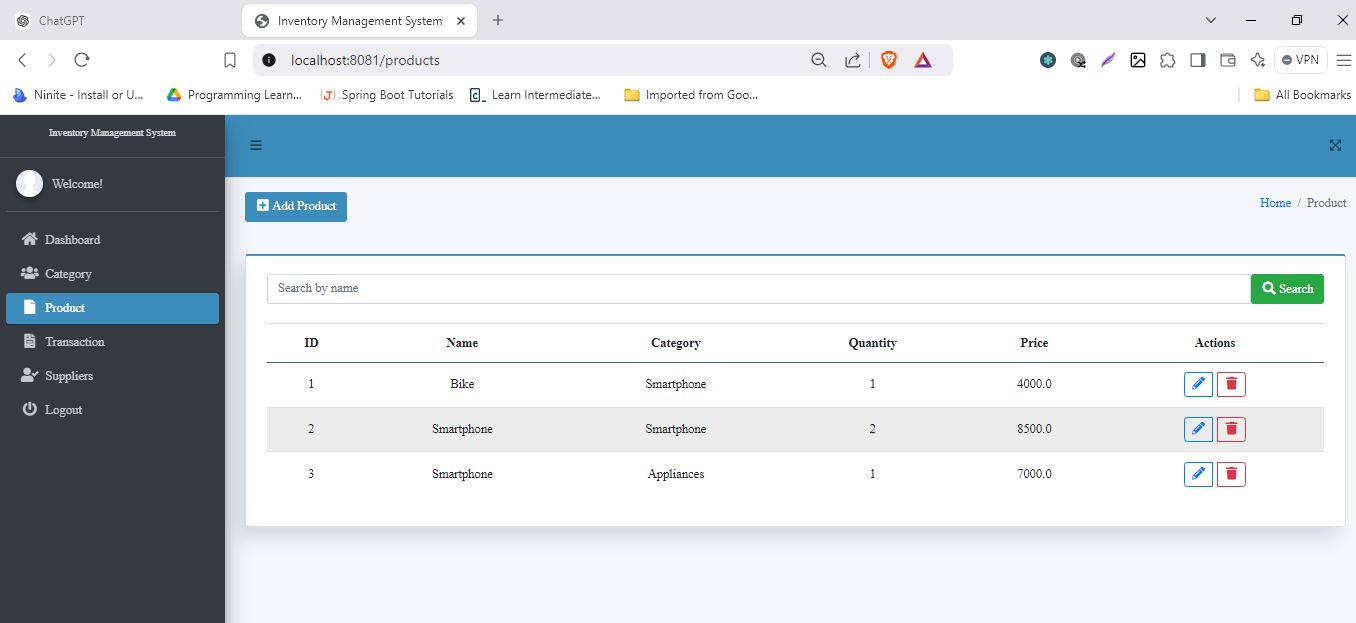 ChatGPT
Inventory Management System
localhost:8081/products
VPN
Ninite - Install or U...
Programming Learn...
Spring Boot Tutorials
Learn Intermediate...
Imported from Goo...
All Bookmarks
Inventory Management System
Welcome!
Dashboard
Category
Product
Transaction
Suppliers
Logout
Add Product
Home / Product
Search by name
Search
ID Name Category Quantity Price Actions
1 Bike Smartphone 1 4000.0
2 Smartphone Smartphone 2 8500.0
3 Smartphone Appliances 1 7000.0